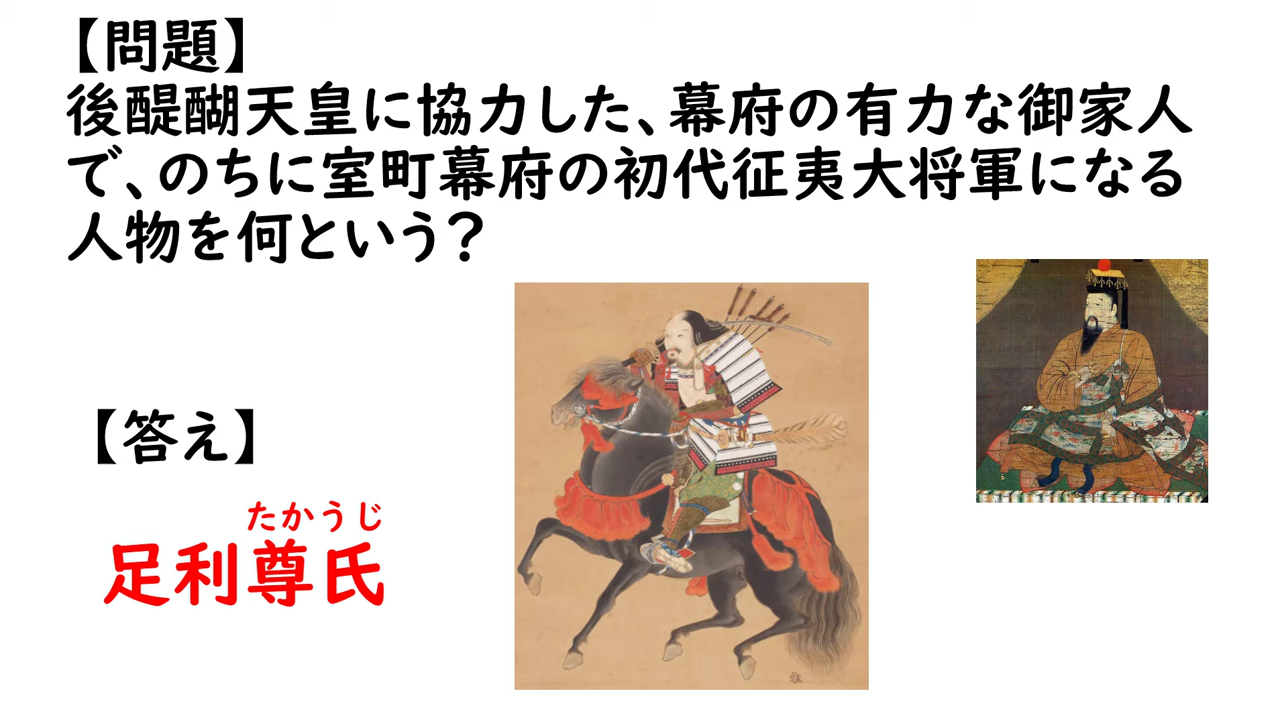 【問題】
後醍醐天皇に協力した、幕府の有力な御家人
で、のちに室町幕府の初代征夷大将軍になる
人物を何という？
【答え】
たかうじ
足利尊氏